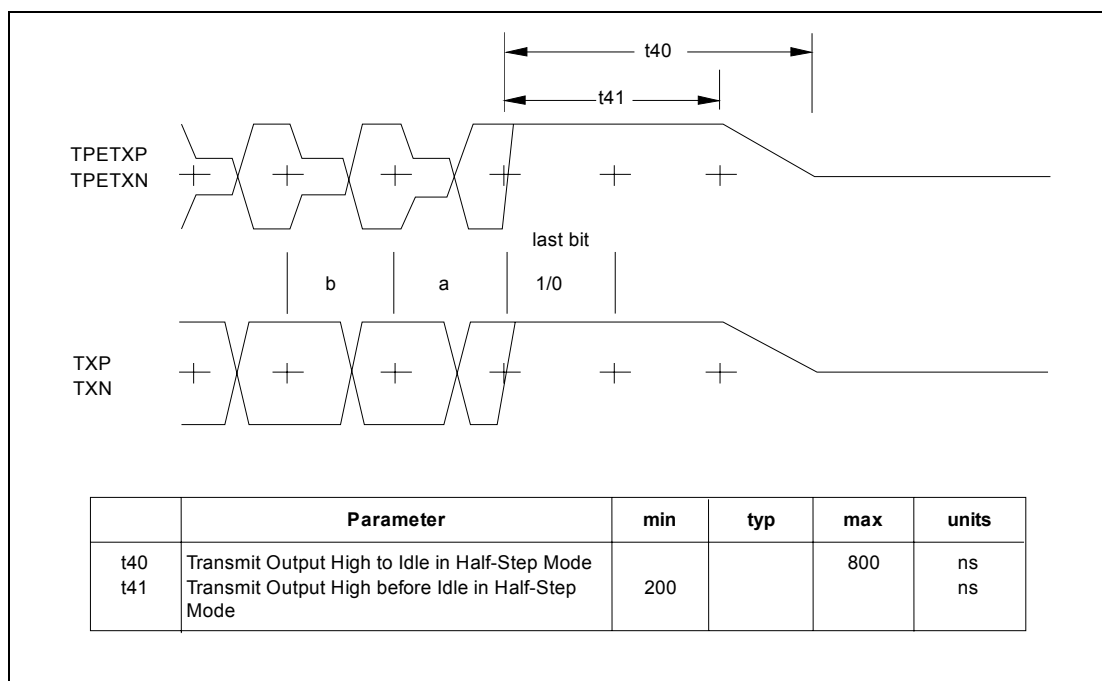 t40
t41
TPETXP
TPETXN
last bit
b a 1/0
TXP
TXN
Parameter min typ max units
t40 Transmit Output High to Idle in Half-Step Mode 800 ns
t41 Transmit Output High before Idle in Half-Step 200 ns
Mode